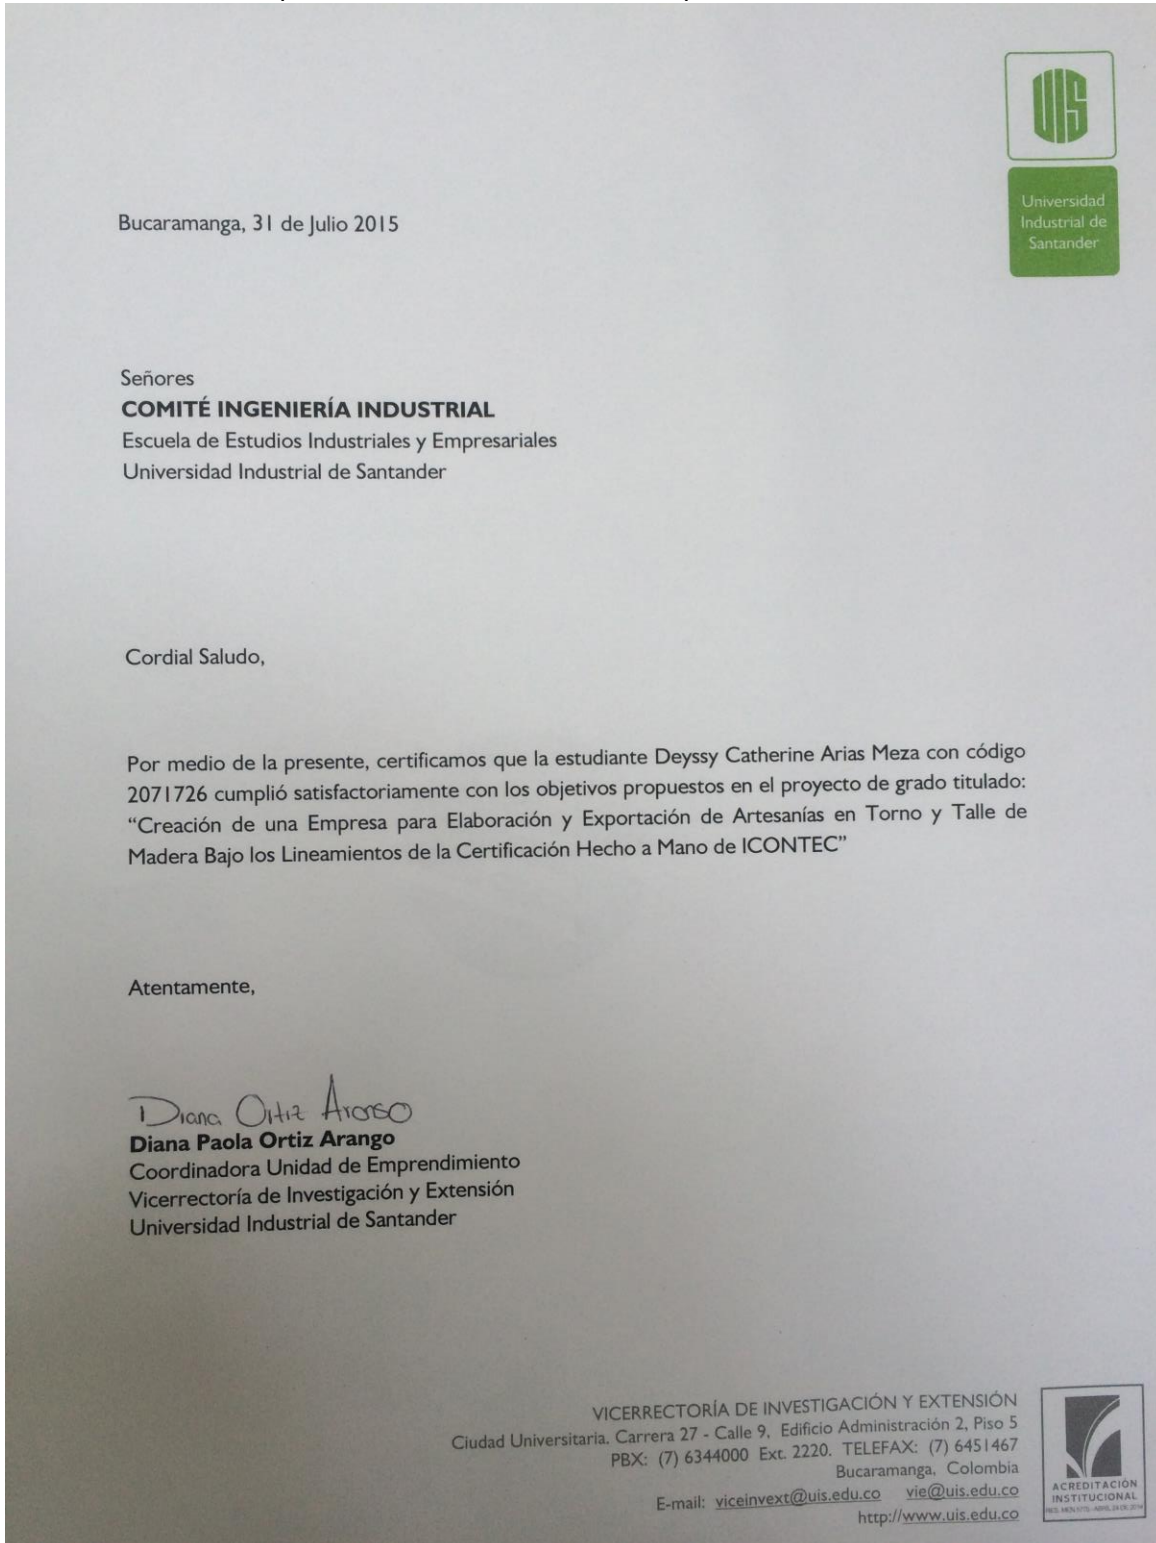 UIS
Universidad
Industrial de
Santander
Bucaramanga, 31 de Julio 2015
Señores
COMITÉ INGENIERÍA INDUSTRIAL
Escuela de Estudios Industriales y Empresariales
Universidad Industrial de Santander
Cordial Saludo,
Por medio de la presente, certificamos que la estudiante Deyssy Catherine Arias Meza con código
2071726 cumplió satisfactoriamente con los objetivos propuestos en el proyecto de grado titulado:
“Creación de una Empresa para Elaboración y Exportación de Artesanías en Torno y Talle de
Madera Bajo los Lineamientos de la Certificación Hecho a Mano de ICONTEC”
Atentamente,
Diana Ortiz Arango
Diana Paola Ortiz Arango
Coordinadora Unidad de Emprendimiento
Vicerrectoría de Investigación y Extensión
Universidad Industrial de Santander
VICERRECTORÍA DE INVESTIGACIÓN Y EXTENSIÓN
Ciudad Universitaria. Carrera 27 - Calle 9. Edificio Administración 2, Piso 5
PBX: (7) 6344000 Ext. 2220. TELEFAX: (7) 6451467
Bucaramanga, Colombia
E-mail: viceinvext@uis.edu.co vie@uis.edu.co
http://www.uis.edu.co
ACREDITACIÓN
INSTITUCIONAL